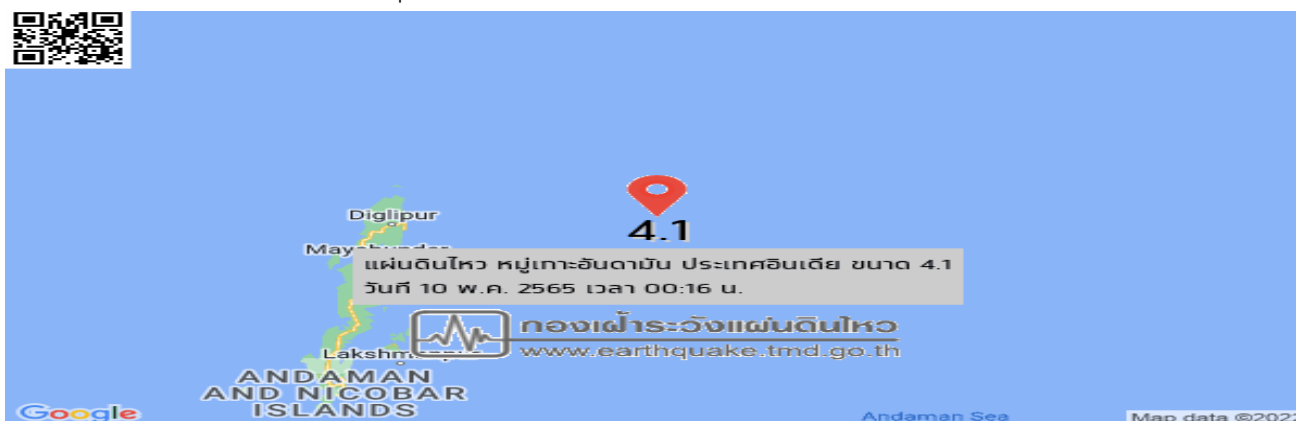 Diglipur
4.1
แผ่นดินไหว หมู่เกาะอันดามัน ประเทศอินเดีย ขนาด 4.1
วันที่ 10 พ.ค. 2565 เวลา 00:16 น.
กองเฝ้าระวังแผ่นดินไหว
www.earthquake.tmd.go.th
ANDAMAN
AND NICOBAR
ISLANDS
Google
Andaman Sea
Map data ©2022